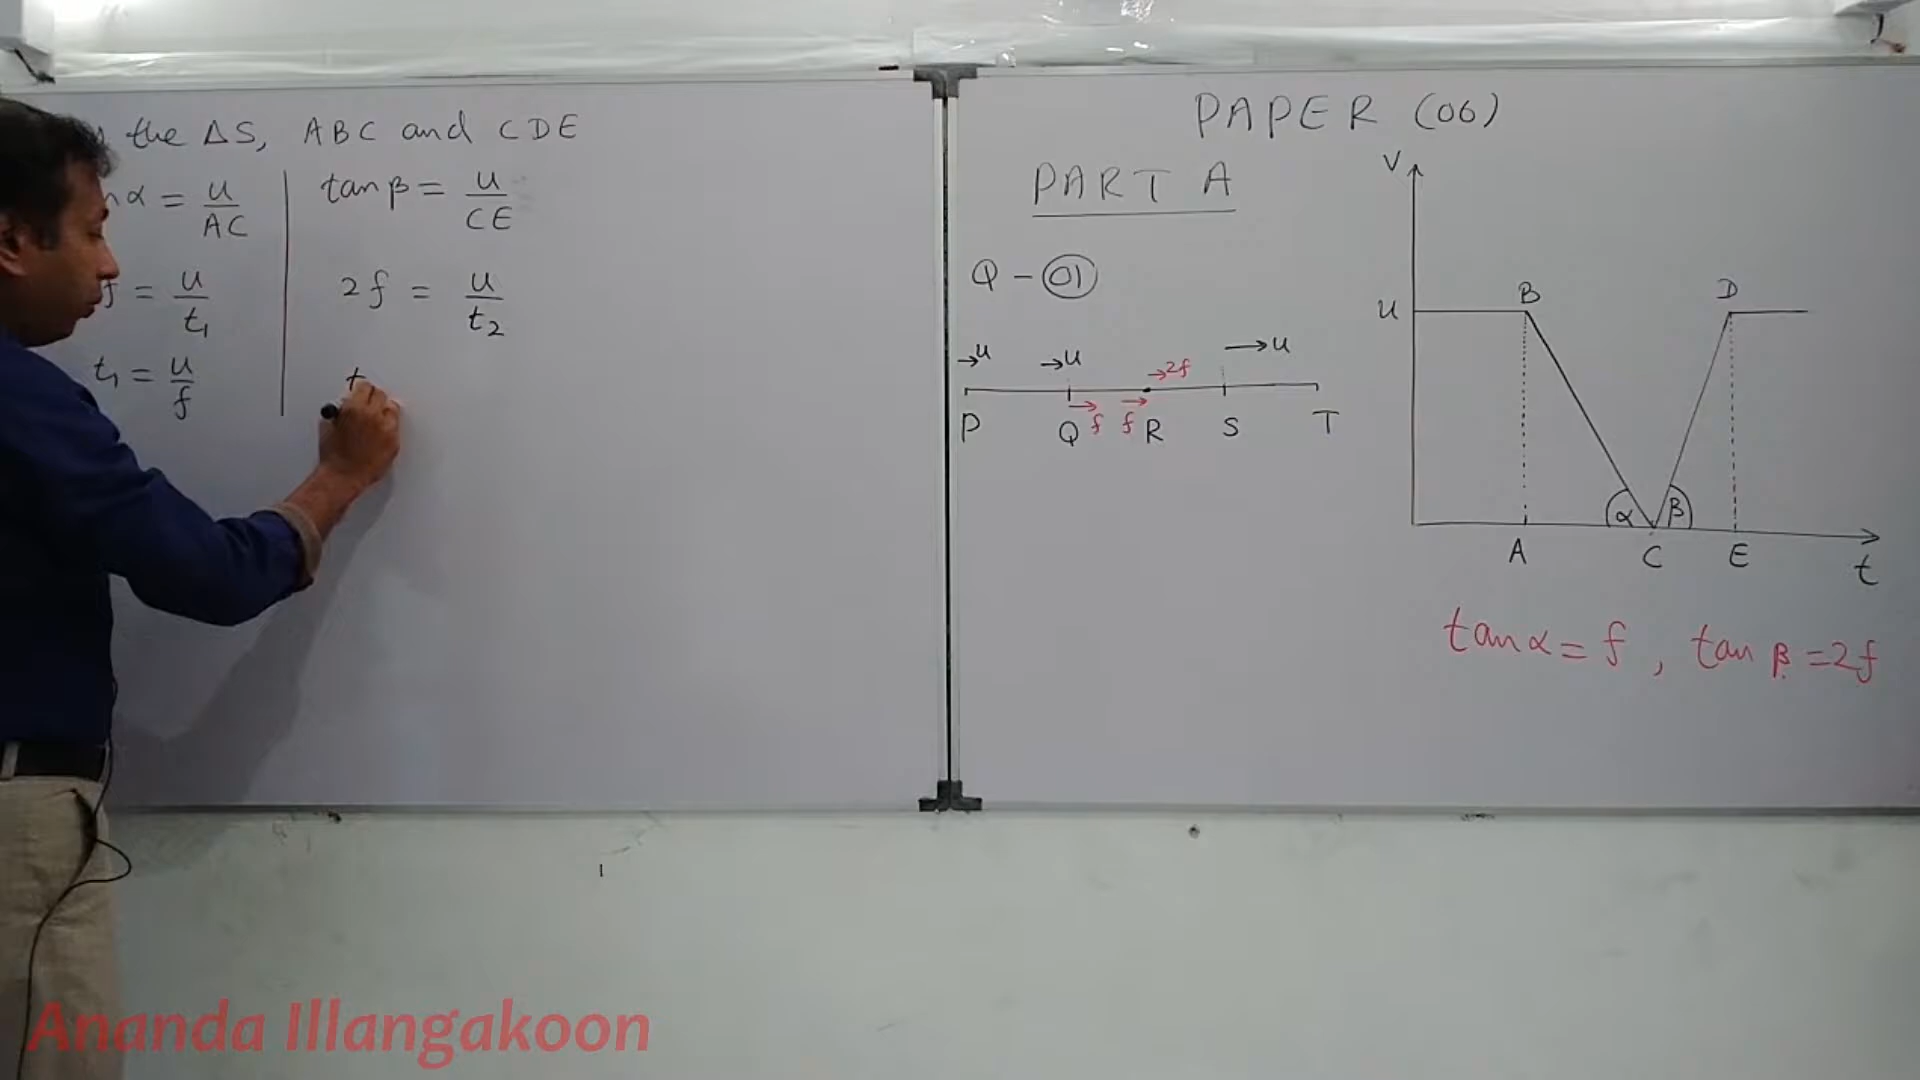 the ΔS, ABC and CDE
α = u/AC
tan β = u/CE
f = u/t₁
2f = u/t₂
t₁ = u/f
t
PAPER (06)
PART A
Q - 01
→u →u →2f →u
P Q f f R S T
V
u B D
α β
A C E
t
tan α = f , tan β = 2f
Ananda Illangakoon